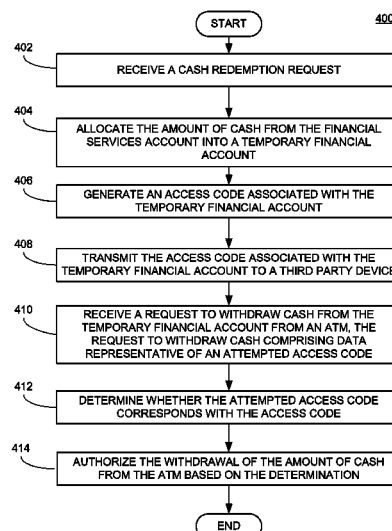 START
400
402
RECEIVE A CASH REDEMPTION REQUEST
404
ALLOCATE THE AMOUNT OF CASH FROM THE FINANCIAL
SERVICES ACCOUNT INTO A TEMPORARY FINANCIAL
ACCOUNT
406
GENERATE AN ACCESS CODE ASSOCIATED WITH THE
TEMPORARY FINANCIAL ACCOUNT
408
TRANSMIT THE ACCESS CODE ASSOCIATED WITH THE
TEMPORARY FINANCIAL ACCOUNT TO A THIRD PARTY DEVICE
410
RECEIVE A REQUEST TO WITHDRAW CASH FROM THE
TEMPORARY FINANCIAL ACCOUNT FROM AN ATM, THE
REQUEST TO WITHDRAW CASH COMPRISING DATA
REPRESENTATIVE OF AN ATTEMPTED ACCESS CODE
412
DETERMINE WHETHER THE ATTEMPTED ACCESS CODE
CORRESPONDS WITH THE ACCESS CODE
414
AUTHORIZE THE WITHDRAWAL OF THE AMOUNT OF CASH
FROM THE ATM BASED ON THE DETERMINATION
END